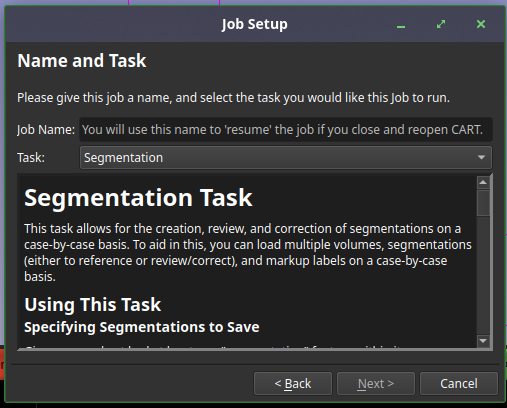 Job Setup
Name and Task
Please give this job a name, and select the task you would like this Job to run.
Job Name: You will use this name to 'resume' the job if you close and reopen CART.
Task: Segmentation
Segmentation Task
This task allows for the creation, review, and correction of segmentations on a
case-by-case basis. To aid in this, you can load multiple volumes, segmentations
(either to reference or review/correct), and markup labels on a case-by-case
basis.
Using This Task
Specifying Segmentations to Save
< Back
Next >
Cancel